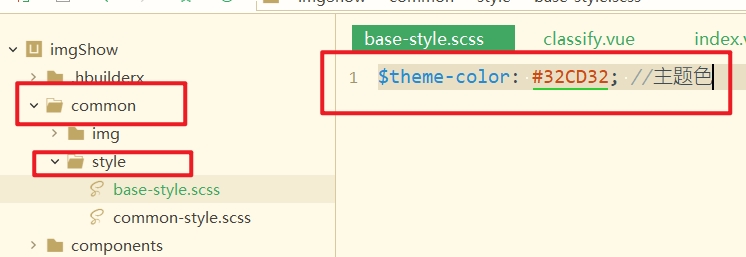 imgShow
common
style
base-style.scss
base-style.scss
classify.vue
index.v
imgShow
.hbuilderx
common
img
style
base-style.scss
common-style.scss
components
1
$theme-color: #32CD32; //主题色